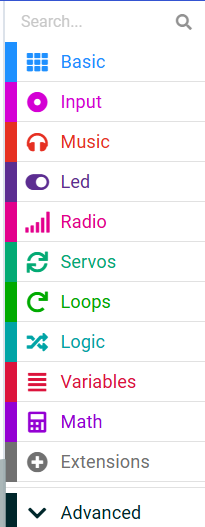 Search...
Basic
Input
Music
Led
Radio
Servos
Loops
Logic
Variables
Math
Extensions
Advanced